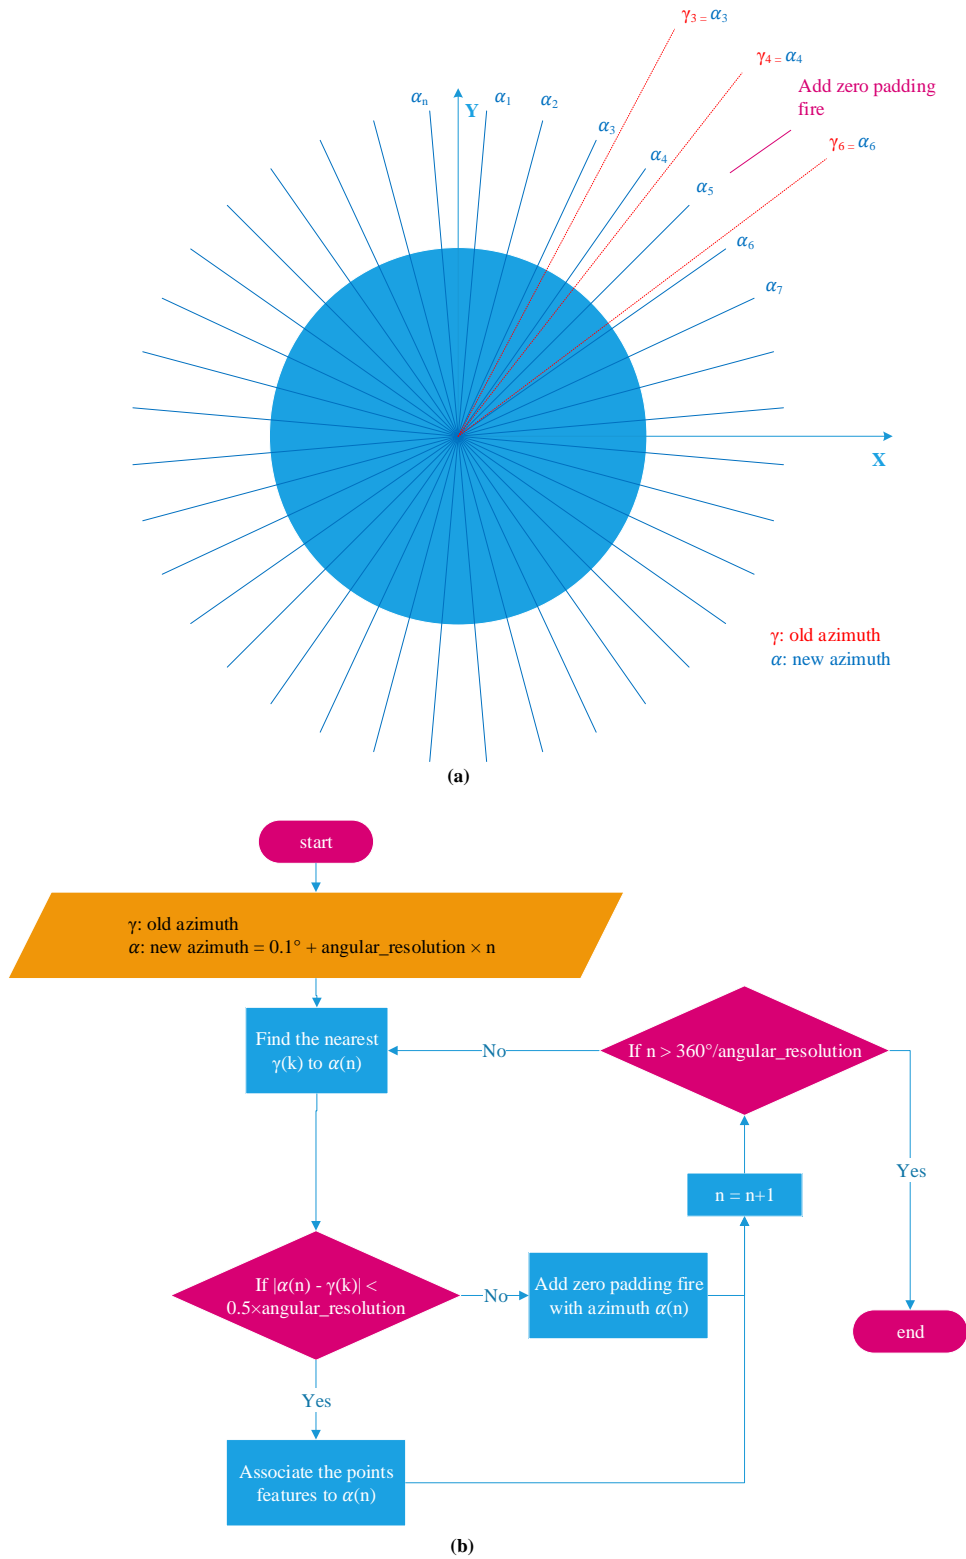 γ3 = α3
γ4 = α4
Add zero padding
fire
αn
Y
α1
α2
α3
γ6 = α6
α4
α5
α6
α7
X
γ: old azimuth
α: new azimuth
(a)
start
γ: old azimuth
α: new azimuth = 0.1° + angular_resolution × n
Find the nearest
γ(k) to α(n)
No
If n > 360°/angular_resolution
Yes
n = n+1
If |α(n) - γ(k)| <
0.5×angular_resolution
No
Add zero padding fire
with azimuth α(n)
end
Yes
Associate the points
features to α(n)
(b)